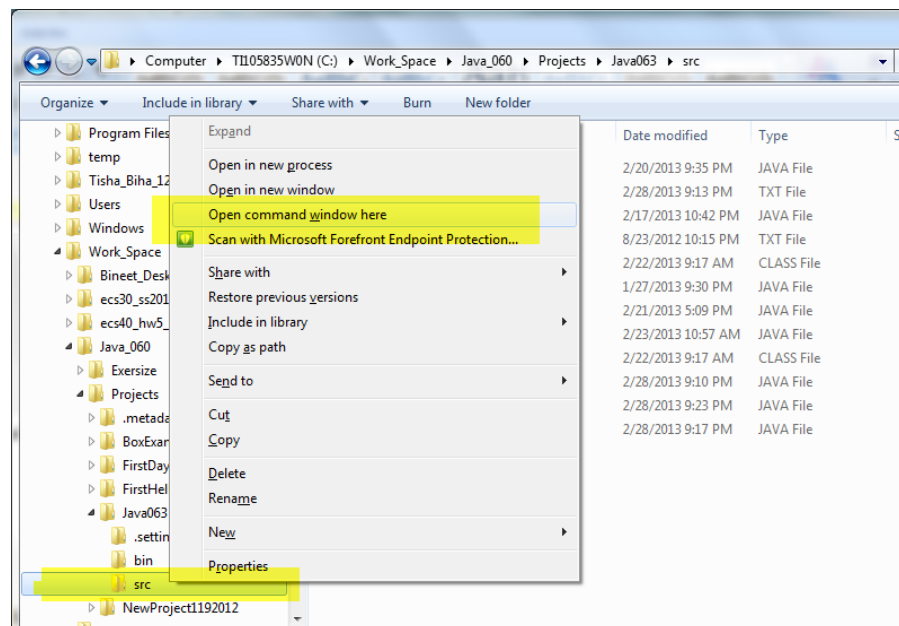 Computer TI105835W0N (C:) Work_Space Java_060 Projects Java063 src
Organize Include in library Share with Burn New folder
Program Files
temp
Tisha_Biha_12
Users
Windows
Work_Space
Bineet_Desk
ecs30_ss201
ecs40_hw5_
Java_060
Exersize
Projects
.metada
BoxExar
FirstDay
FirstHel
Java063
.settin
bin
src
NewProject1192012
Expand
Open in new process
Open in new window
Open command window here
Scan with Microsoft Forefront Endpoint Protection...
Share with
Restore previous versions
Include in library
Copy as path
Send to
Cut
Copy
Delete
Rename
New
Properties
Date modified Type S
2/20/2013 9:35 PM JAVA File
2/28/2013 9:13 PM TXT File
2/17/2013 10:42 PM JAVA File
8/23/2012 10:15 PM TXT File
2/22/2013 9:17 AM CLASS File
1/27/2013 9:30 PM JAVA File
2/21/2013 5:09 PM JAVA File
2/23/2013 10:57 AM JAVA File
2/22/2013 9:17 AM CLASS File
2/28/2013 9:10 PM JAVA File
2/28/2013 9:23 PM JAVA File
2/28/2013 9:17 PM JAVA File